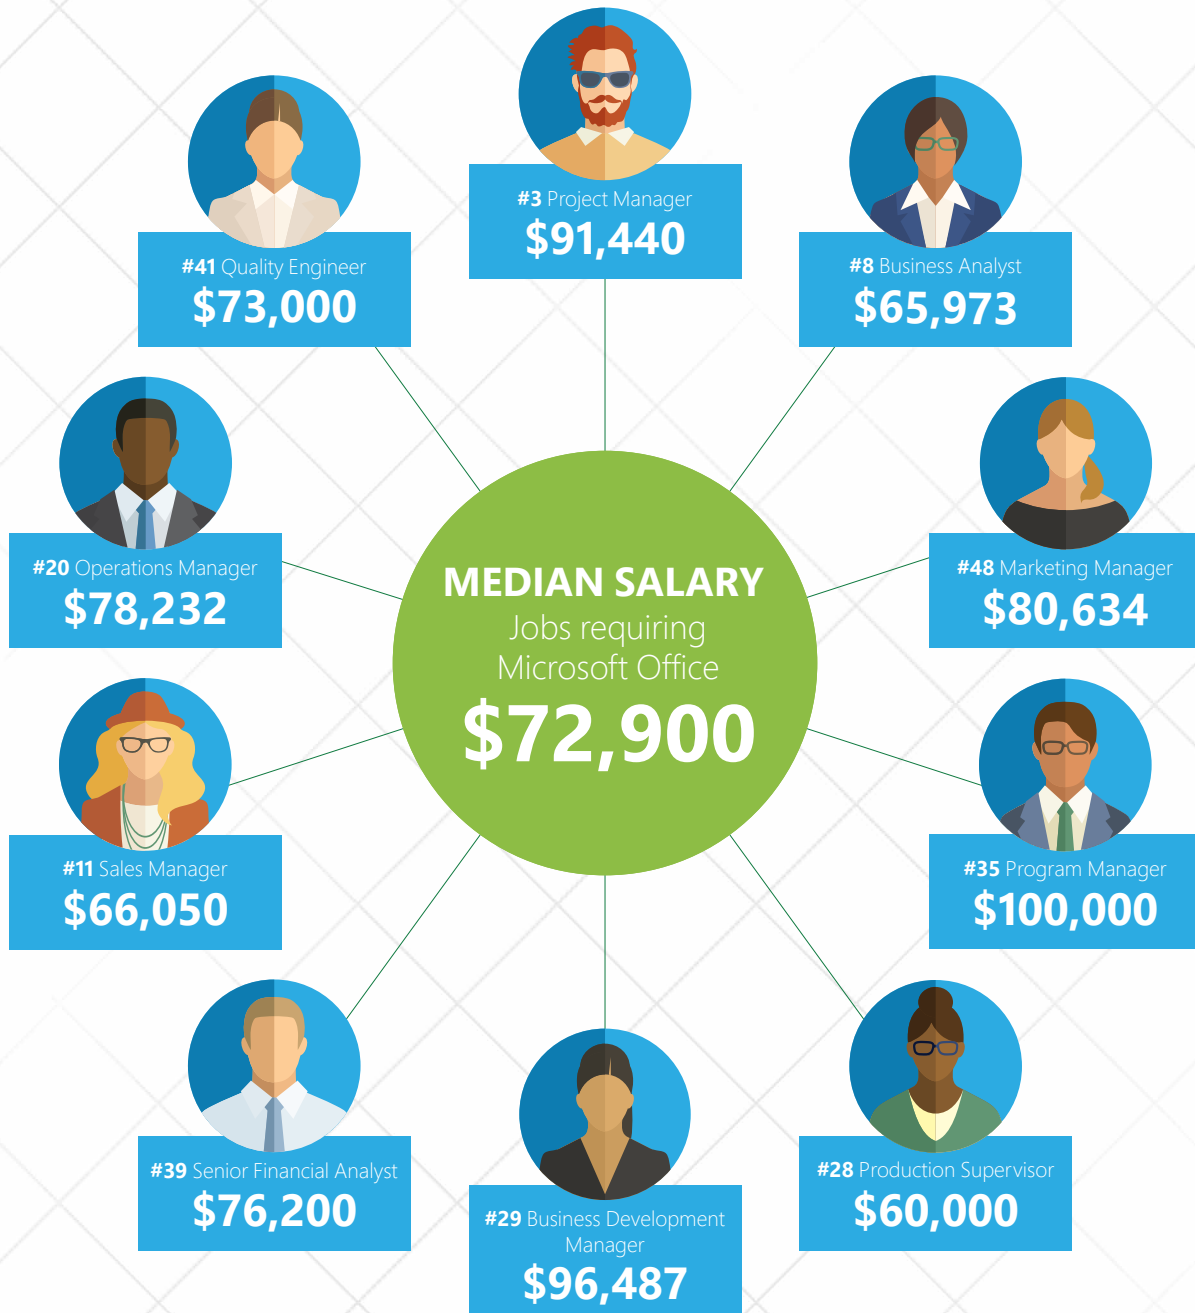 #3 Project Manager
$91,440
#41 Quality Engineer
$73,000
#8 Business Analyst
$65,973
#20 Operations Manager
$78,232
#48 Marketing Manager
$80,634
MEDIAN SALARY
Jobs requiring
Microsoft Office
$72,900
#11 Sales Manager
$66,050
#35 Program Manager
$100,000
#39 Senior Financial Analyst
$76,200
#28 Production Supervisor
$60,000
#29 Business Development
Manager
$96,487